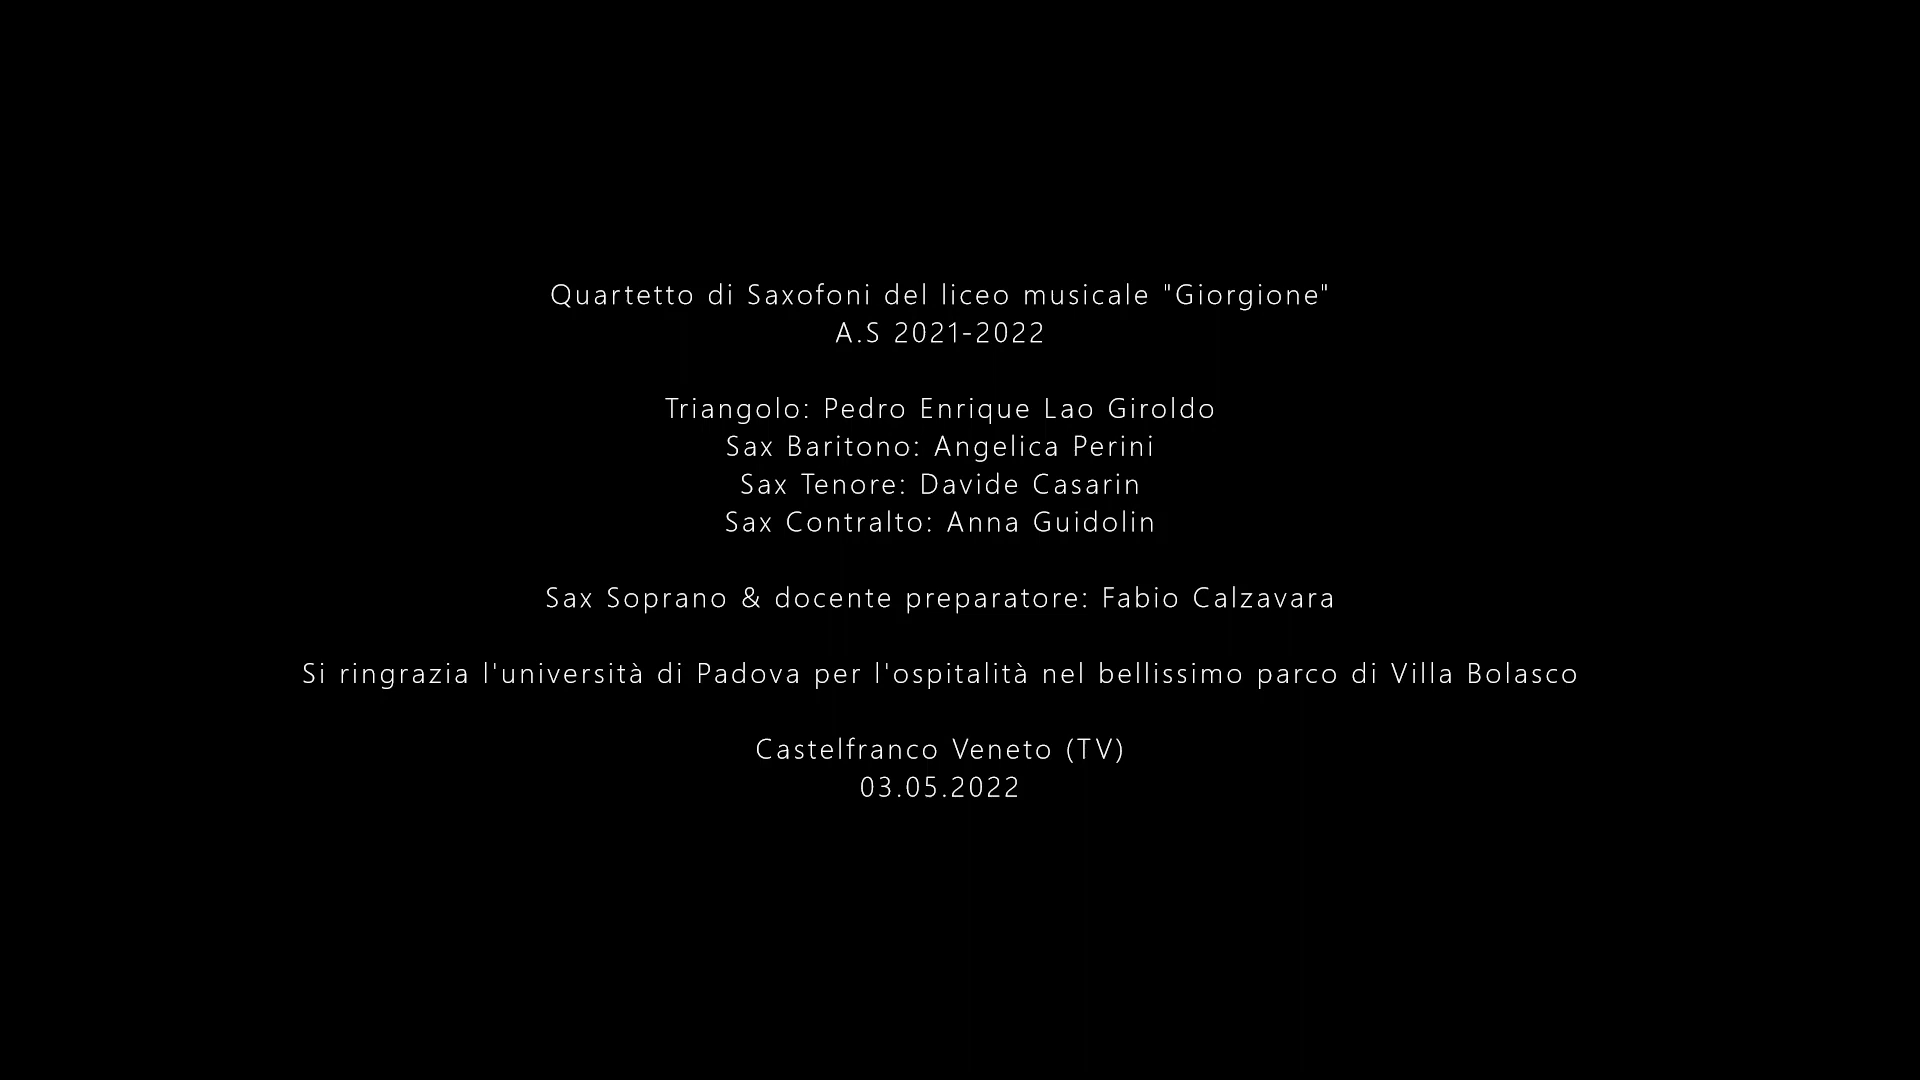 Quartetto di Saxofoni del liceo musicale "Giorgione"
A.S 2021-2022
Triangolo: Pedro Enrique Lao Giroldo
Sax Baritono: Angelica Perini
Sax Tenore: Davide Casarin
Sax Contralto: Anna Guidolin
Sax Soprano & docente preparatore: Fabio Calzavara
Si ringrazia l'università di Padova per l'ospitalità nel bellissimo parco di Villa Bolasco
Castelfranco Veneto (TV)
03.05.2022